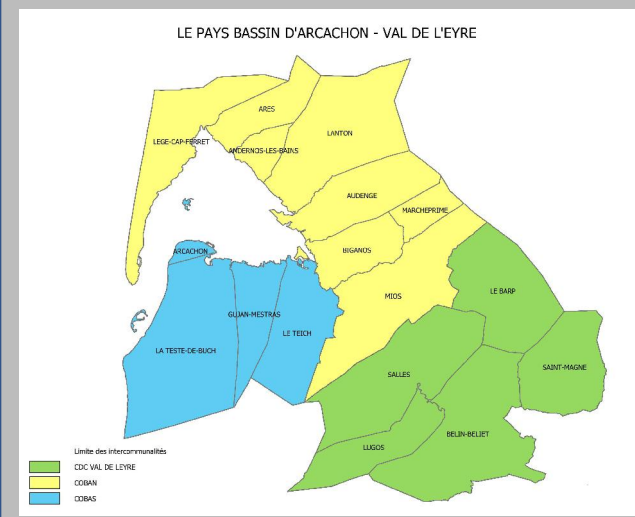 LE PAYS BASSIN D'ARCACHON - VAL DE L'EYRE
ARES
LANTON
LEGE-CAP-FERRET
ANDERNOS-LES-BAINS
AUDENGE
MARCHEPRIME
ARCACHON
BIGANOS
LE BARP
MIOS
GUJAN-MESTRAS
LE TEICH
LA TESTE-DE-BUCH
SAINT-MAGNE
SALLES
BELIN-BELIET
LUGOS
Limite des intercommunalités
CDC VAL DE LEYRE
COBAN
COBAS